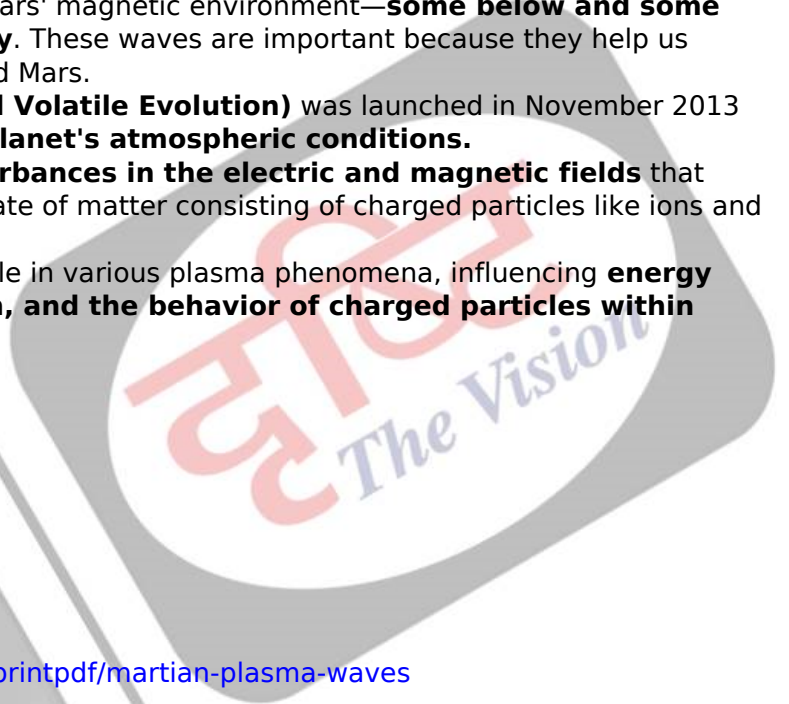 ars' magnetic environment—some below and some
y. These waves are important because they help us
d Mars.
l Volatile Evolution) was launched in November 2013
lanet's atmospheric conditions.
rbances in the electric and magnetic fields that
ate of matter consisting of charged particles like ions and
le in various plasma phenomena, influencing energy
, and the behavior of charged particles within
दृष्टि
The Vision
printpdf/martian-plasma-waves